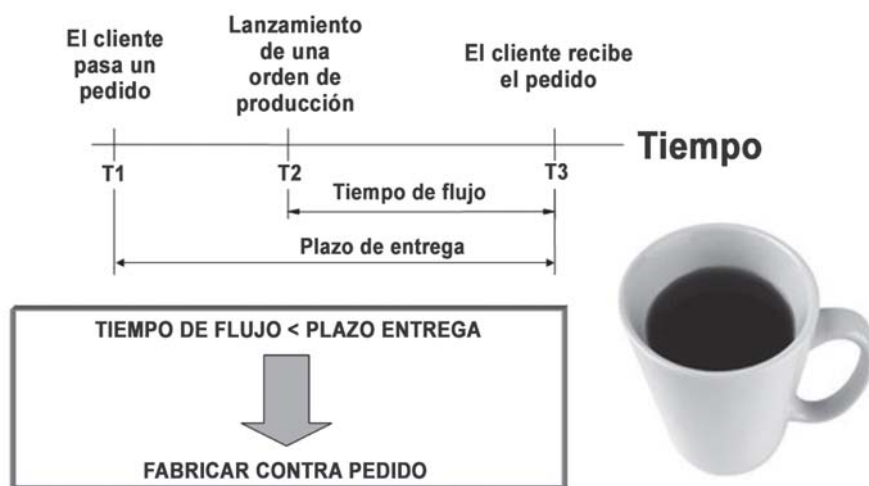 El cliente
pasa un
pedido
Lanzamiento
de una
orden de
producción
El cliente recibe
el pedido
Tiempo
T1
T2
T3
Tiempo de flujo
Plazo de entrega
TIEMPO DE FLUJO < PLAZO ENTREGA
FABRICAR CONTRA PEDIDO